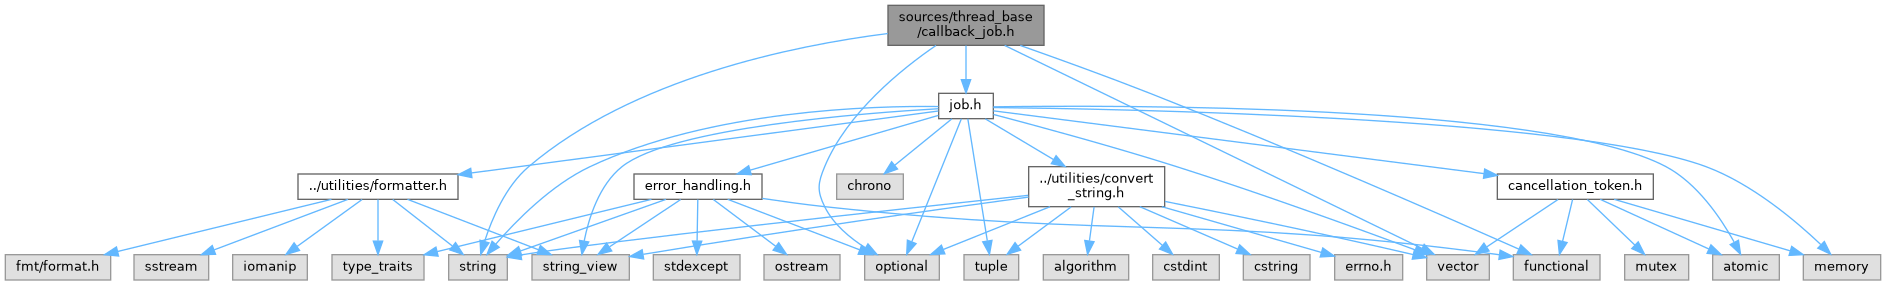 sources/thread_base
/callback_job.h
job.h
../utilities/formatter.h
error_handling.h
chrono
../utilities/convert
_string.h
cancellation_token.h
fmt/format.h
sstream
iomanip
type_traits
string
string_view
stdexcept
ostream
optional
tuple
algorithm
cstdint
cstring
errno.h
vector
functional
mutex
atomic
memory